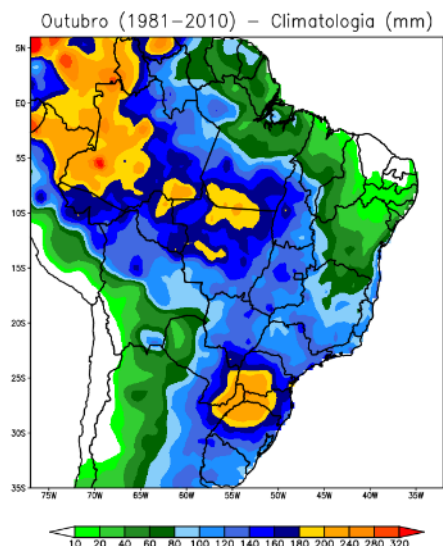 Outubro (1981−2010) − Climatologia (mm)
5N
EQ
5S
10S
15S
20S
25S
30S
35S
75W 70W 65W 60W 55W 50W 45W 40W 35W
10 20 40 60 80 100 120 140 160 180 200 240 280 320